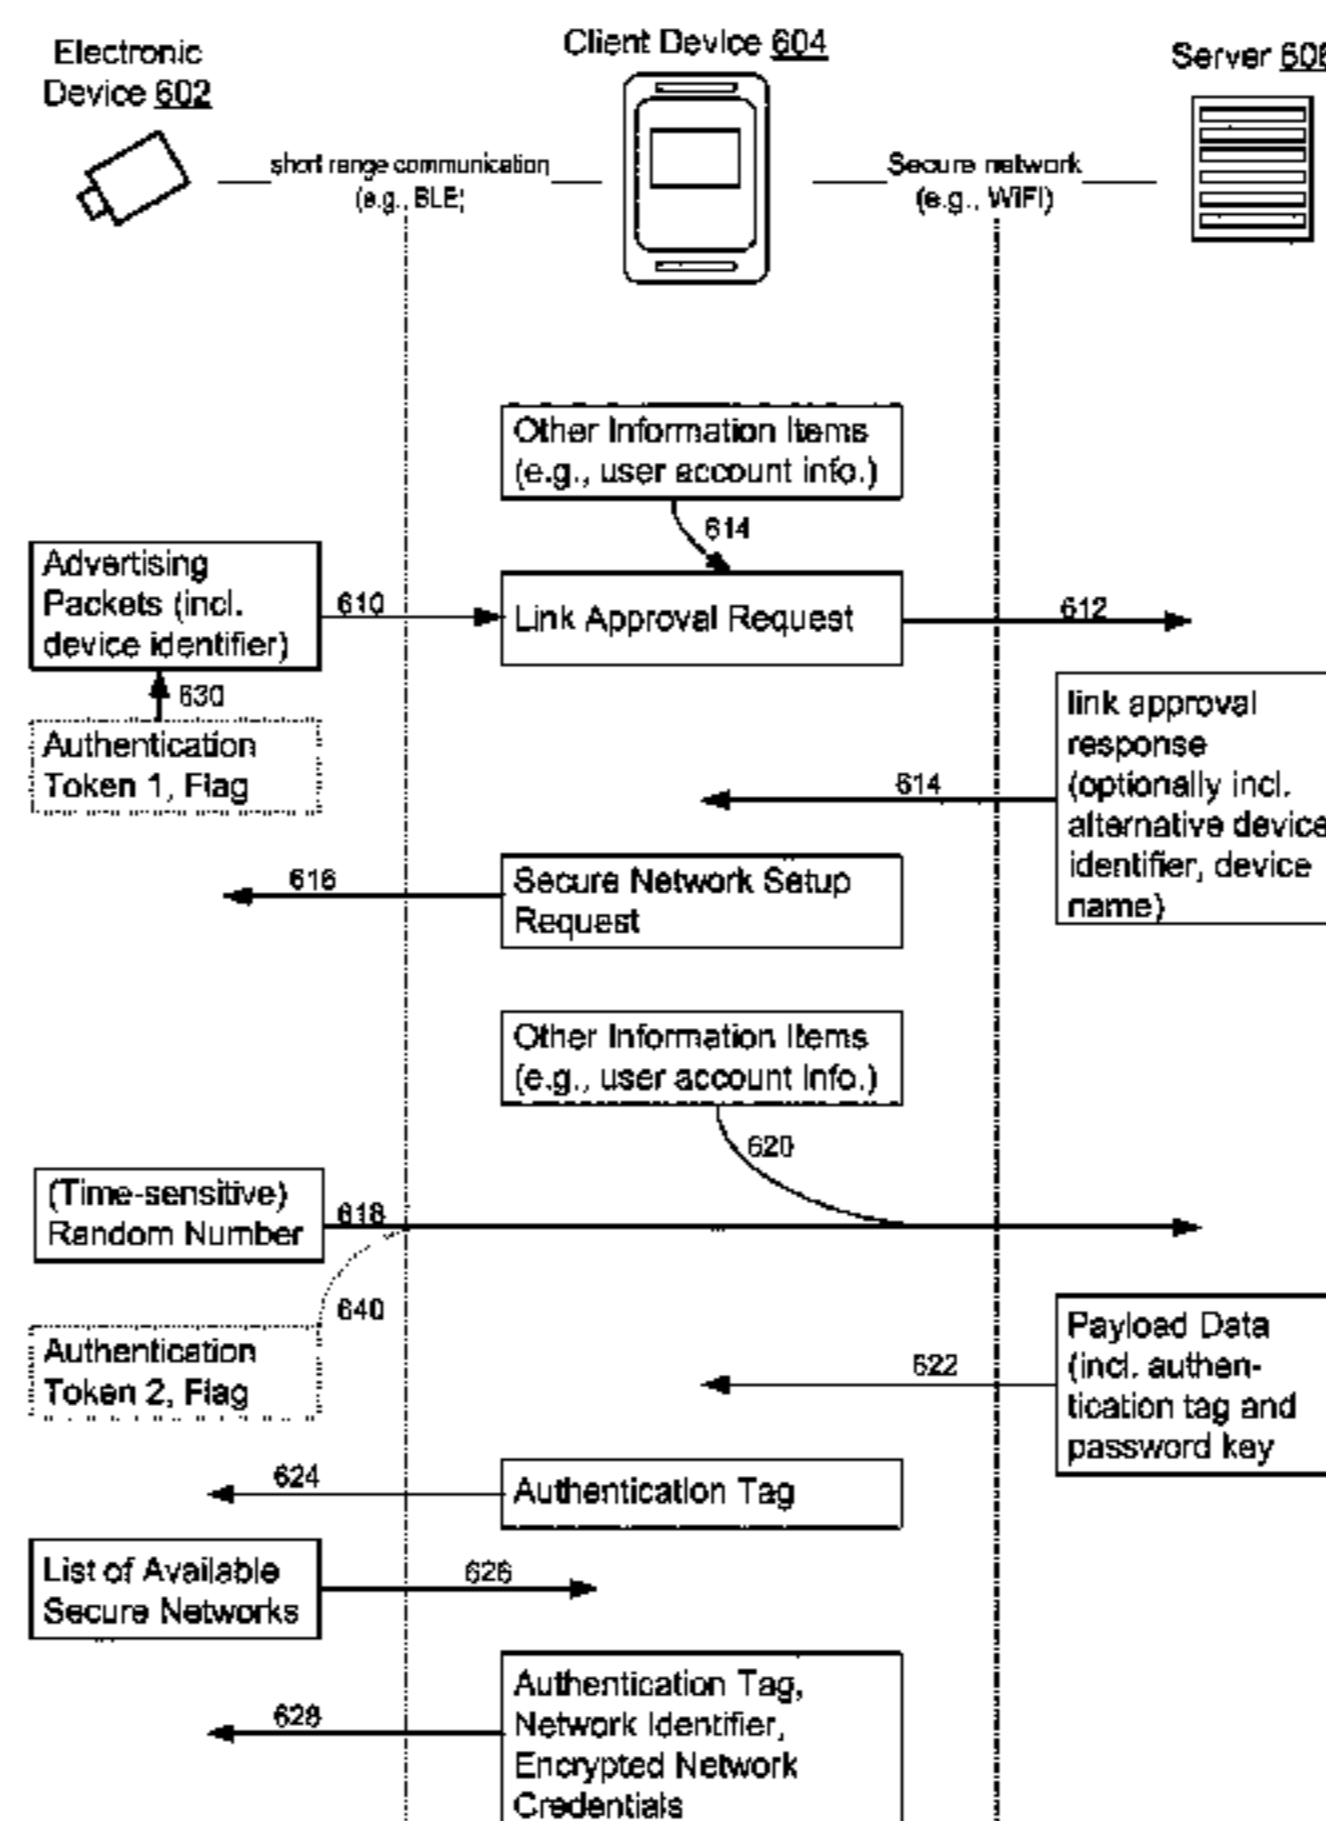 Electronic
Device 602
Client Device 604
Server 606
short range communication
(e.g., BLE)
Secure network
(e.g., WIFI)
Other Information Items
(e.g., user account info.)
614
Advertising
Packets (incl.
device identifier)
610
Link Approval Request
612
630
Authentication
Token 1, Flag
link approval
response
(optionally incl.
alternative device
identifier, device
name)
614
616
Secure Network Setup
Request
Other Information Items
(e.g., user account info.)
620
(Time-sensitive)
Random Number
618
640
Authentication
Token 2, Flag
Payload Data
(incl. authen-
tication tag and
password key
622
624
Authentication Tag
List of Available
Secure Networks
626
Authentication Tag,
Network Identifier,
Encrypted Network
Credentials
628